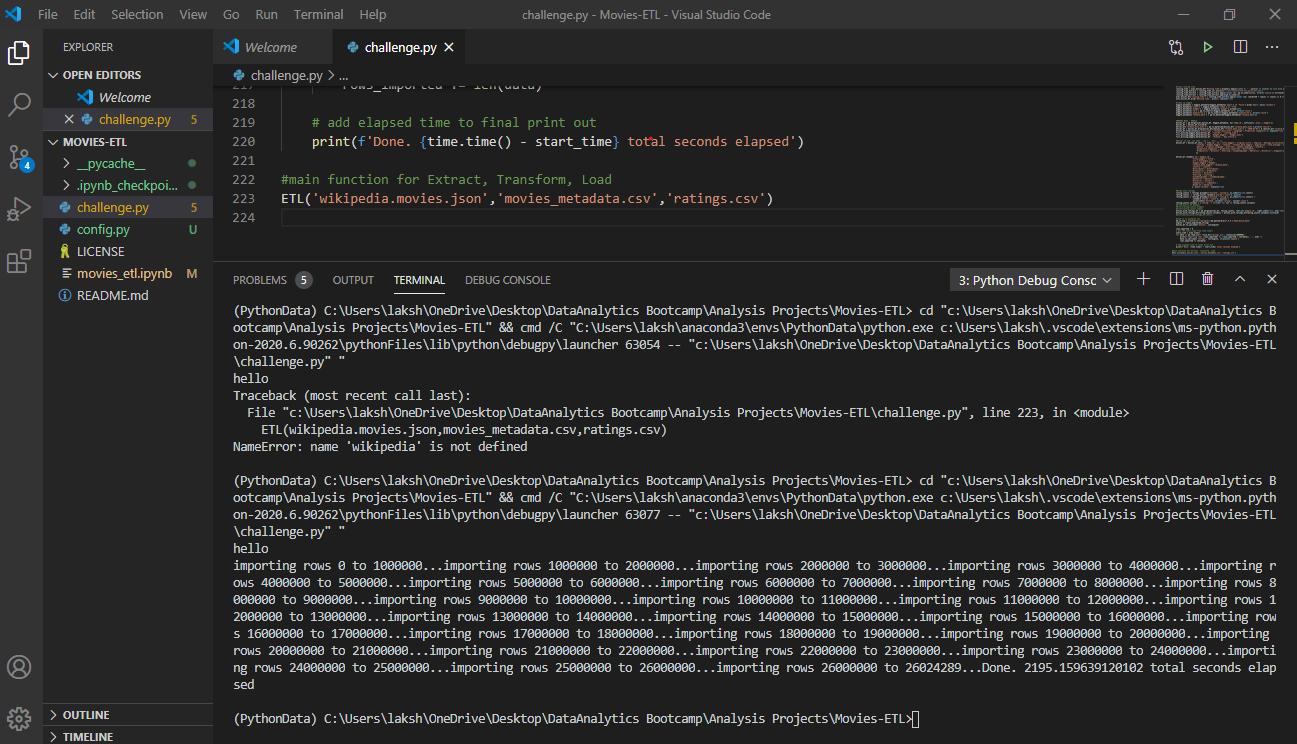 File Edit Selection View Go Run Terminal Help
challenge.py - Movies-ETL - Visual Studio Code
EXPLORER
OPEN EDITORS
Welcome
challenge.py 5
MOVIES-ETL
__pycache__
.ipynb_checkpoi...
challenge.py 5
config.py U
LICENSE
movies_etl.ipynb M
README.md
OUTLINE
TIMELINE
4
Welcome
challenge.py
challenge.py > ...
217 rows_imported += len(data)
218
219 # add elapsed time to final print out
220 print(f'Done. {time.time() - start_time} total seconds elapsed')
221
222 #main function for Extract, Transform, Load
223 ETL('wikipedia.movies.json','movies_metadata.csv','ratings.csv')
224
PROBLEMS 5 OUTPUT TERMINAL DEBUG CONSOLE
3: Python Debug Consc
(PythonData) C:\Users\laksh\OneDrive\Desktop\DataAnalytics Bootcamp\Analysis Projects\Movies-ETL> cd "c:\Users\laksh\OneDrive\Desktop\DataAnalytics B
ootcamp\Analysis Projects\Movies-ETL" && cmd /C "C:\Users\laksh\anaconda3\envs\PythonData\python.exe c:\Users\laksh\.vscode\extensions\ms-python.pyth
on-2020.6.90262\pythonFiles\lib\python\debugpy\launcher 63054 -- "c:\Users\laksh\OneDrive\Desktop\DataAnalytics Bootcamp\Analysis Projects\Movies-ETL
\challenge.py" "
hello
Traceback (most recent call last):
File "c:\Users\laksh\OneDrive\Desktop\DataAnalytics Bootcamp\Analysis Projects\Movies-ETL\challenge.py", line 223, in <module>
ETL(wikipedia.movies.json,movies_metadata.csv,ratings.csv)
NameError: name 'wikipedia' is not defined
(PythonData) C:\Users\laksh\OneDrive\Desktop\DataAnalytics Bootcamp\Analysis Projects\Movies-ETL> cd "c:\Users\laksh\OneDrive\Desktop\DataAnalytics B
ootcamp\Analysis Projects\Movies-ETL" && cmd /C "C:\Users\laksh\anaconda3\envs\PythonData\python.exe c:\Users\laksh\.vscode\extensions\ms-python.pyth
on-2020.6.90262\pythonFiles\lib\python\debugpy\launcher 63077 -- "c:\Users\laksh\OneDrive\Desktop\DataAnalytics Bootcamp\Analysis Projects\Movies-ETL
\challenge.py" "
hello
importing rows 0 to 1000000...importing rows 1000000 to 2000000...importing rows 2000000 to 3000000...importing rows 3000000 to 4000000...importing r
ows 4000000 to 5000000...importing rows 5000000 to 6000000...importing rows 6000000 to 7000000...importing rows 7000000 to 8000000...importing rows 8
000000 to 9000000...importing rows 9000000 to 10000000...importing rows 10000000 to 11000000...importing rows 11000000 to 12000000...importing rows 1
2000000 to 13000000...importing rows 13000000 to 14000000...importing rows 14000000 to 15000000...importing rows 15000000 to 16000000...importing row
s 16000000 to 17000000...importing rows 17000000 to 18000000...importing rows 18000000 to 19000000...importing rows 19000000 to 20000000...importing
rows 20000000 to 21000000...importing rows 21000000 to 22000000...importing rows 22000000 to 23000000...importing rows 23000000 to 24000000...importi
ng rows 24000000 to 25000000...importing rows 25000000 to 26000000...importing rows 26000000 to 26024289...Done. 2195.159639120102 total seconds elap
sed
(PythonData) C:\Users\laksh\OneDrive\Desktop\DataAnalytics Bootcamp\Analysis Projects\Movies-ETL>